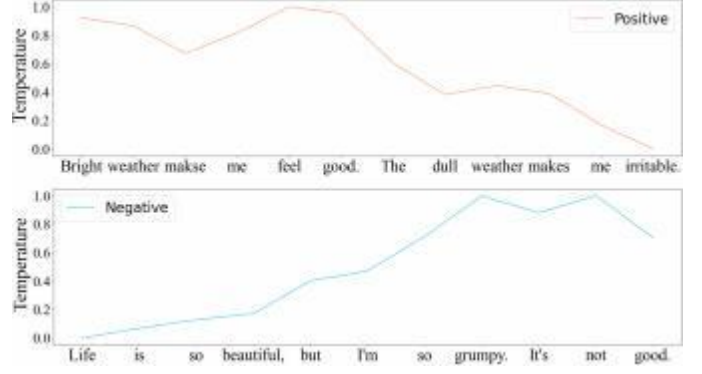 1.0
Positive
0.8
0.6
0.4
0.2
0.0
Temperature
Bright weather makse me feel good. The dull weather makes me irritable.
1.0
Negative
0.8
0.6
0.4
0.2
0.0
Temperature
Life is so beautiful, but I'm so grumpy. It's not good.